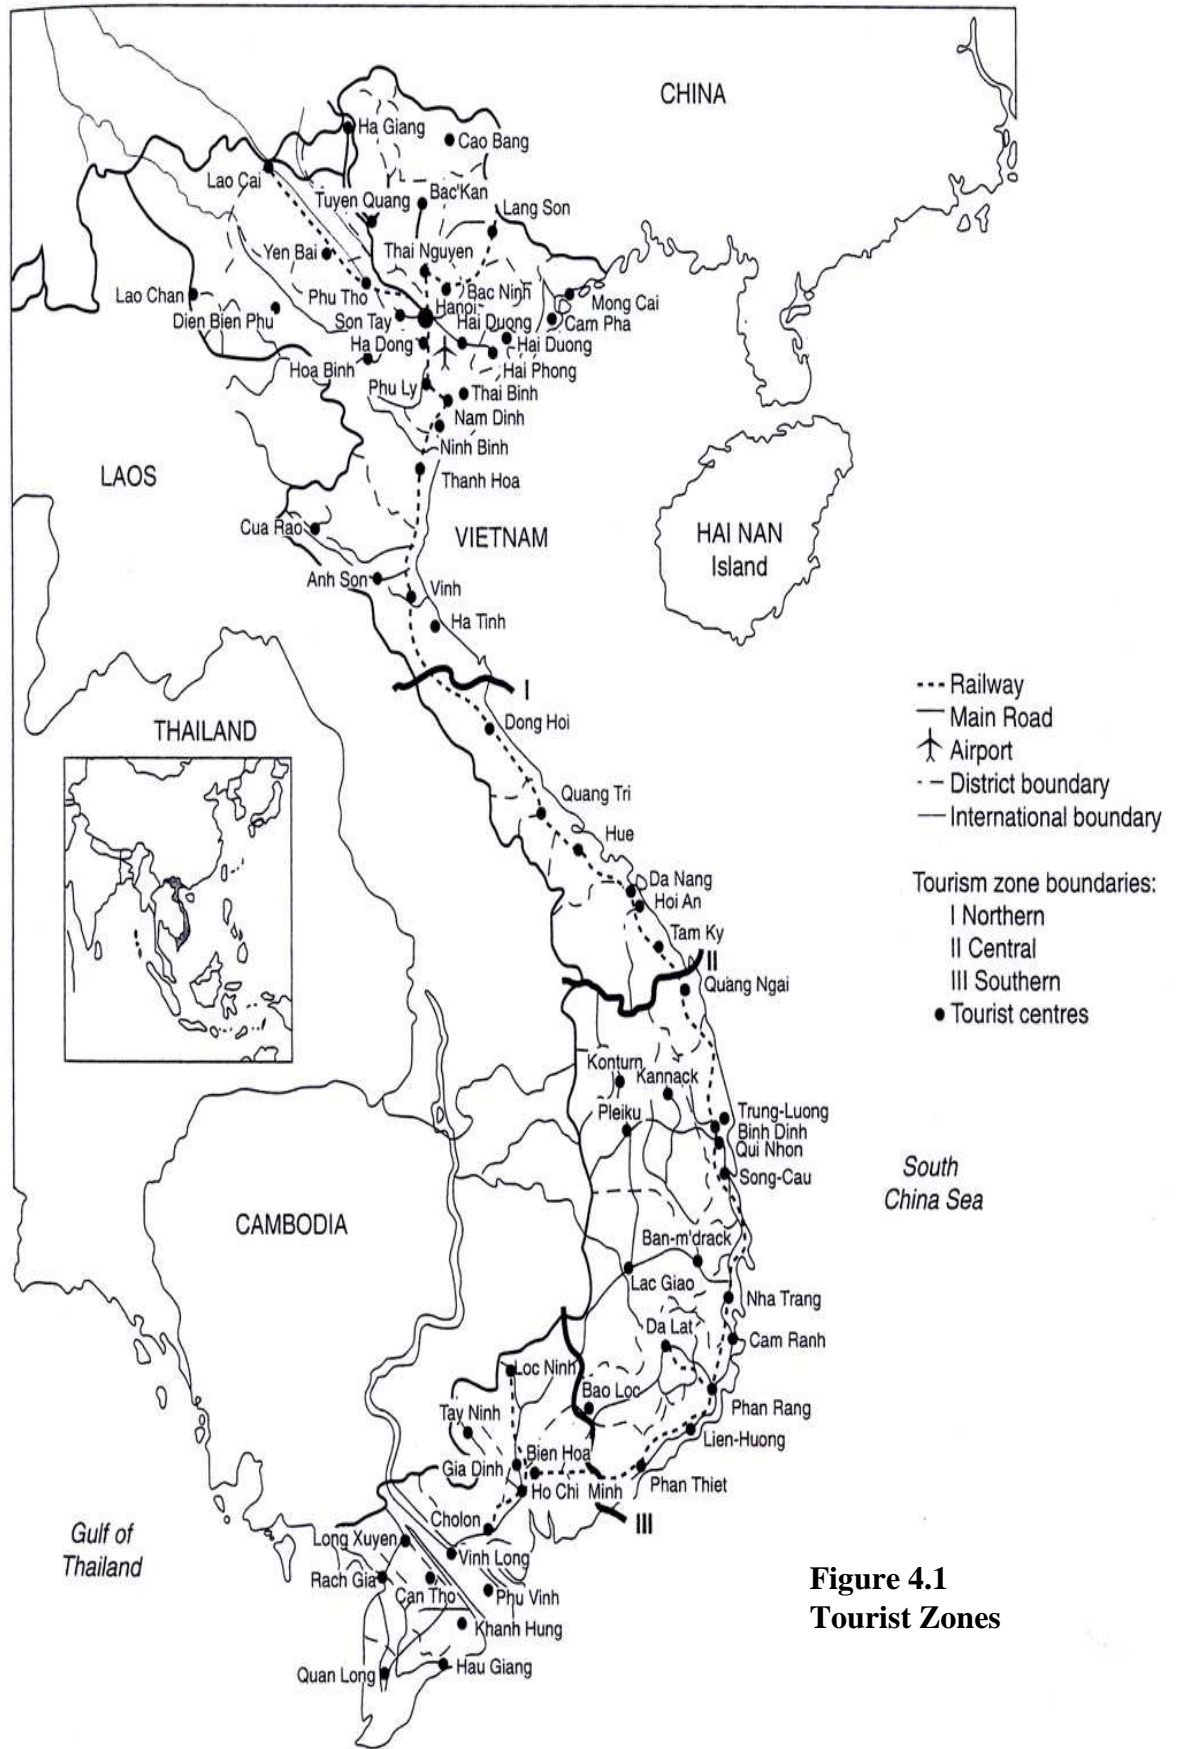 CHINA
Ha Giang
Cao Bang
Lao Cai
Tuyen Quang
Bac'Kan
Lang Son
Yen Bai
Thai Nguyen
Lao Chan
Phu Tho
Bac Ninh
Mong Cai
Hanoi
Dien Bien Phu
Son Tay
Hai Duong
Cam Pha
Ha Dong
Hai Duong
Hoa Binh
Hai Phong
Phu Ly
Thai Binh
Nam Dinh
Ninh Binh
LAOS
Thanh Hoa
Cua Rao
VIETNAM
HAI NAN
Island
Anh Son
Vinh
Ha Tinh
I
Railway
Main Road
Airport
District boundary
International boundary
THAILAND
Dong Hoi
Quang Tri
Hue
Da Nang
Hoi An
Tam Ky
II
Quang Ngai
Tourism zone boundaries:
I Northern
II Central
III Southern
Tourist centres
Konturn
Kannack
Pleiku
Trung-Luong
Binh Dinh
Qui Nhon
Song-Cau
South
China Sea
CAMBODIA
Ban-m'drack
Lac Giao
Nha Trang
Da Lat
Cam Ranh
Loc Ninh
Bao Loc
Phan Rang
Tay Ninh
Lien-Huong
Bien Hoa
Gia Dinh
Phan Thiet
Ho Chi Minh
Cholon
III
Gulf of
Thailand
Long Xuyen
Vinh Long
Rach Gia
Can Tho
Phu Vinh
Khanh Hung
Quan Long
Hau Giang
Figure 4.1
Tourist Zones